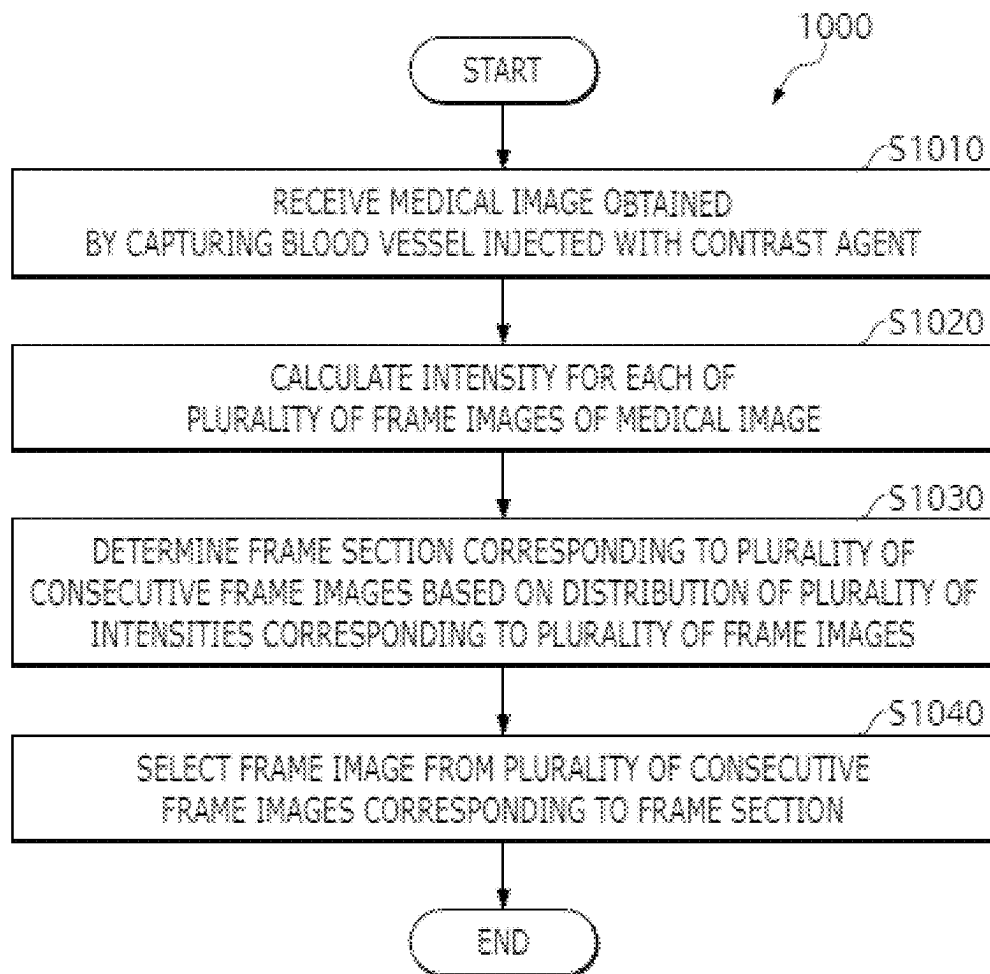 1000
START
S1010
RECEIVE MEDICAL IMAGE OBTAINED
BY CAPTURING BLOOD VESSEL INJECTED WITH CONTRAST AGENT
S1020
CALCULATE INTENSITY FOR EACH OF
PLURALITY OF FRAME IMAGES OF MEDICAL IMAGE
S1030
DETERMINE FRAME SECTION CORRESPONDING TO PLURALITY OF
CONSECUTIVE FRAME IMAGES BASED ON DISTRIBUTION OF PLURALITY OF
INTENSITIES CORRESPONDING TO PLURALITY OF FRAME IMAGES
S1040
SELECT FRAME IMAGE FROM PLURALITY OF CONSECUTIVE
FRAME IMAGES CORRESPONDING TO FRAME SECTION
END